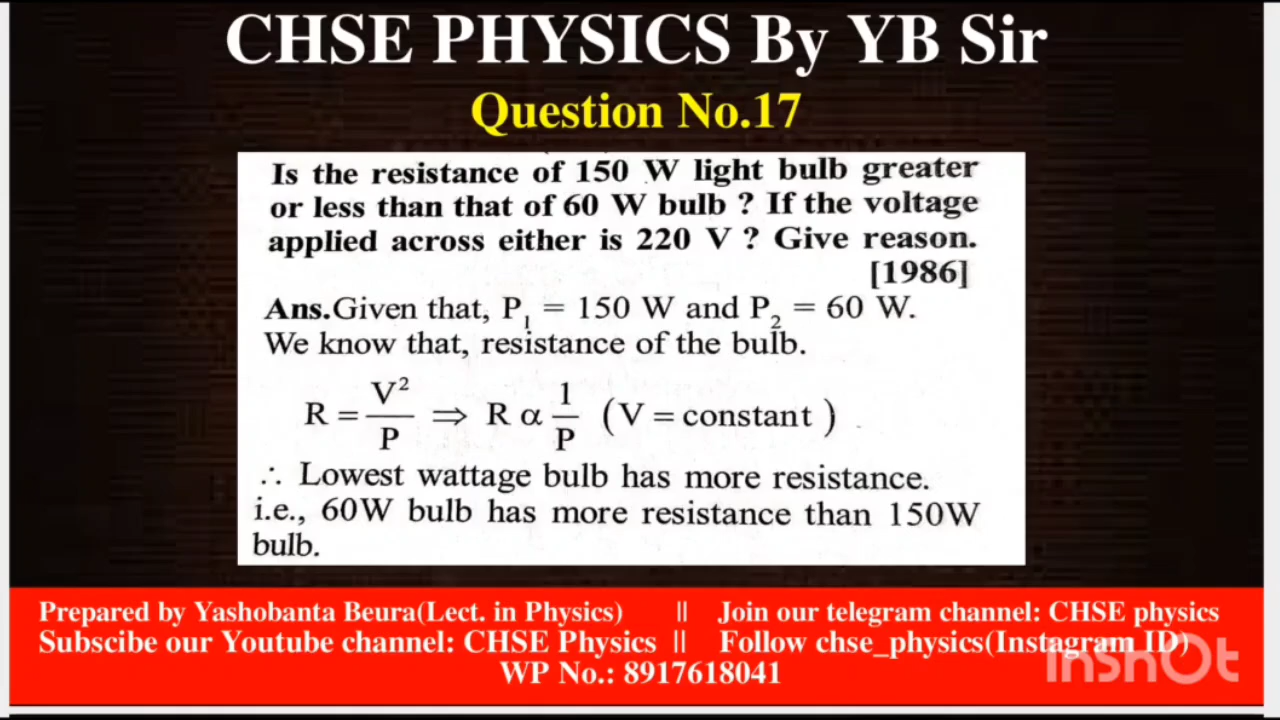 CHSE PHYSICS By YB Sir
Question No.17
Is the resistance of 150 W light bulb greater
or less than that of 60 W bulb ? If the voltage
applied across either is 220 V ? Give reason.
[1986]
Ans.Given that, P₁ = 150 W and P₂ = 60 W.
We know that, resistance of the bulb.
R = V²/P ⇒ R α 1/P (V = constant )
∴ Lowest wattage bulb has more resistance.
i.e., 60W bulb has more resistance than 150W
bulb.
Prepared by Yashobanta Beura(Lect. in Physics) || Join our telegram channel: CHSE physics
Subscibe our Youtube channel: CHSE Physics || Follow chse_physics(Instagram ID)
WP No.: 8917618041
InShOt